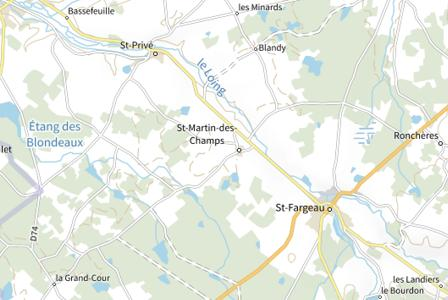 Bassefeuille
les Minards
St-Privé
Blandy
le Loing
Étang des
Blondeaux
St-Martin-des-
Champs
Ronchères
let
St-Fargeau
D74
la Grand-Cour
les Landiers
le Bourdon